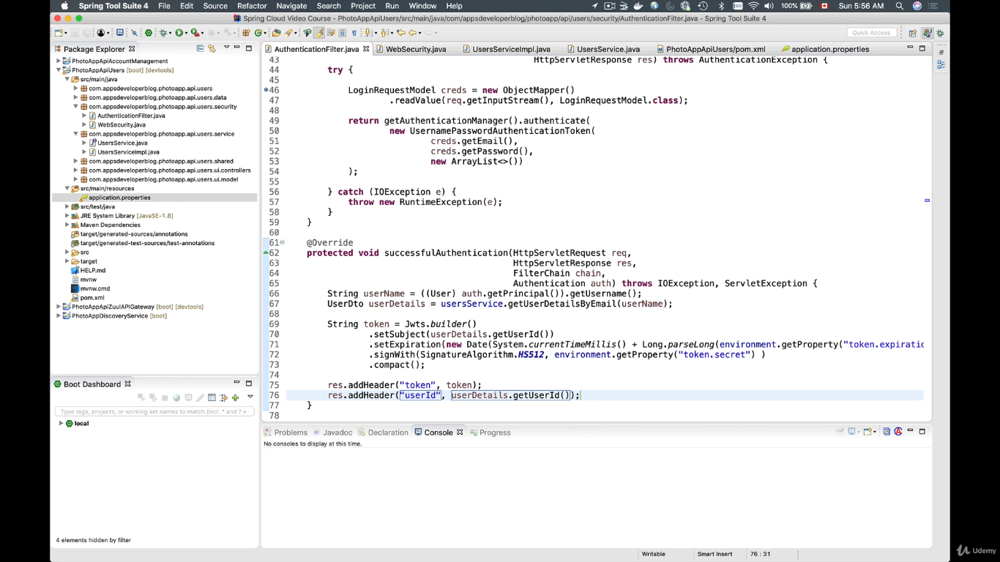 Spring Tool Suite 4 File Edit Source Refactor Navigate Search Project Run Window Help 100% Sun 5:56 AM
Spring Cloud Video Course - PhotoAppApiUsers/src/main/java/com/appsdeveloperblog/photoapp/api/users/security/AuthenticationFilter.java - Spring Tool Suite 4
Quick Access
Package Explorer
PhotoAppApiAccountManagement
PhotoAppApiUsers [boot] [devtools]
src/main/java
com.appsdeveloperblog.photoapp.api.users
com.appsdeveloperblog.photoapp.api.users.data
com.appsdeveloperblog.photoapp.api.users.security
AuthenticationFilter.java
WebSecurity.java
com.appsdeveloperblog.photoapp.api.users.service
UsersService.java
UsersServiceImpl.java
com.appsdeveloperblog.photoapp.api.users.shared
com.appsdeveloperblog.photoapp.api.users.ui.controllers
com.appsdeveloperblog.photoapp.api.users.ui.model
src/main/resources
application.properties
src/test/java
JRE System Library [JavaSE-1.8]
Maven Dependencies
target/generated-sources/annotations
target/generated-test-sources/test-annotations
src
target
HELP.md
mvnw
mvnw.cmd
pom.xml
PhotoAppApiZuulAPIGateway [boot] [devtools]
PhotoAppDiscoveryService [boot]
Boot Dashboard
Type tags, projects, or working set names to match (incl. * and ?
local
4 elements hidden by filter
AuthenticationFilter.java WebSecurity.java UsersServiceImpl.java UsersService.java PhotoAppApiUsers/pom.xml application.properties
43 HttpServletResponse res) throws AuthenticationException {
44 try {
45
46 LoginRequestModel creds = new ObjectMapper()
47 .readValue(req.getInputStream(), LoginRequestModel.class);
48
49 return getAuthenticationManager().authenticate(
50 new UsernamePasswordAuthenticationToken(
51 creds.getEmail(),
52 creds.getPassword(),
53 new ArrayList<>())
54 );
55
56 } catch (IOException e) {
57 throw new RuntimeException(e);
58 }
59 }
60
61 @Override
62 protected void successfulAuthentication(HttpServletRequest req,
63 HttpServletResponse res,
64 FilterChain chain,
65 Authentication auth) throws IOException, ServletException {
66 String userName = ((User) auth.getPrincipal()).getUsername();
67 UserDto userDetails = usersService.getUserDetailsByEmail(userName);
68
69 String token = Jwts.builder()
70 .setSubject(userDetails.getUserId())
71 .setExpiration(new Date(System.currentTimeMillis() + Long.parseLong(environment.getProperty("token.expiratio
72 .signWith(SignatureAlgorithm.HS512, environment.getProperty("token.secret") )
73 .compact();
74
75 res.addHeader("token", token);
76 res.addHeader("userId", userDetails.getUserId());
77 }
78
Problems Javadoc Declaration Console Progress
No consoles to display at this time.
Writable Smart Insert 76 : 31
Udemy